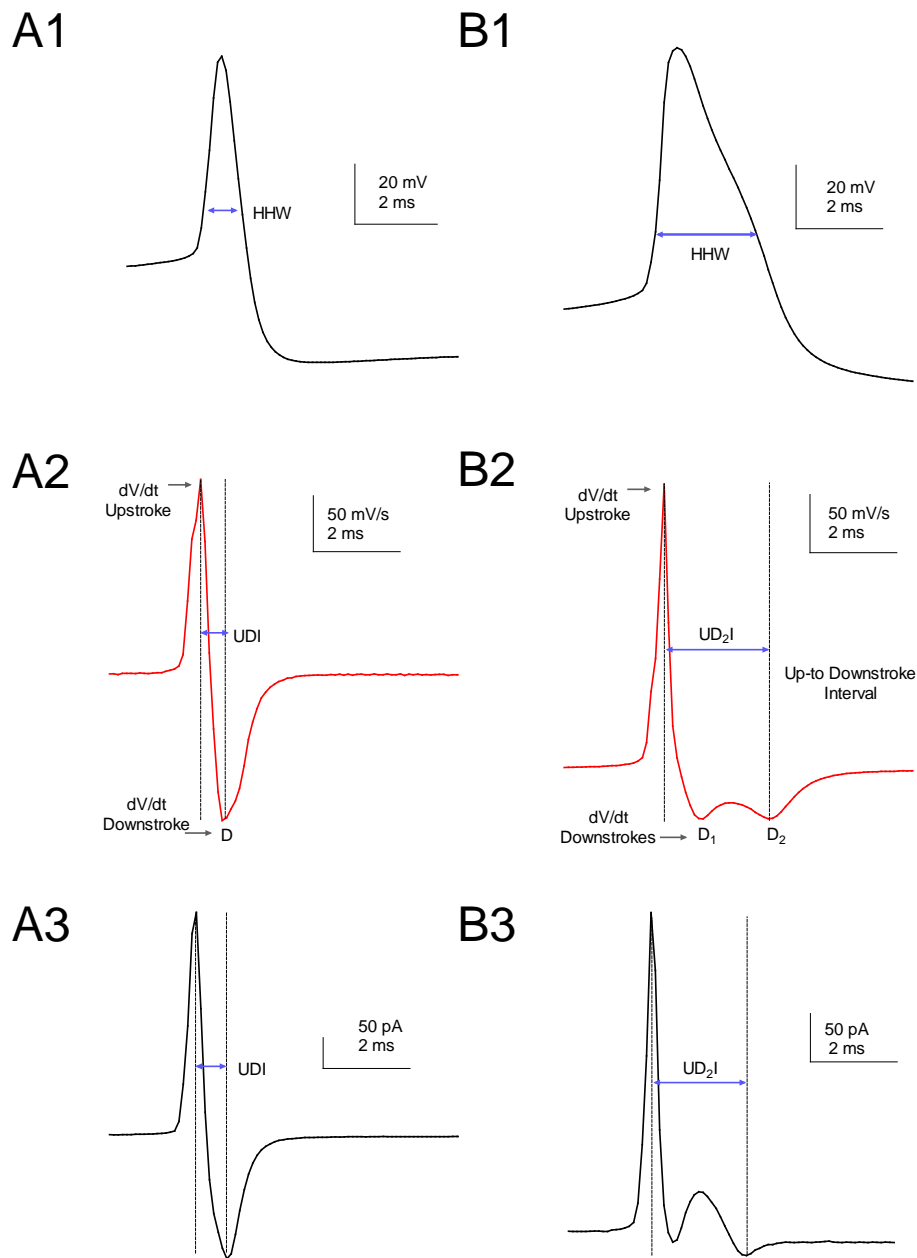 A1
HHW
20 mV
2 ms
B1
HHW
20 mV
2 ms
A2
dV/dt
Upstroke
50 mV/s
2 ms
UDI
dV/dt
Downstroke
D
B2
dV/dt
Upstroke
50 mV/s
2 ms
UD₂I
Up-to Downstroke
Interval
dV/dt
Downstrokes
D₁
D₂
A3
50 pA
2 ms
UDI
B3
50 pA
2 ms
UD₂I